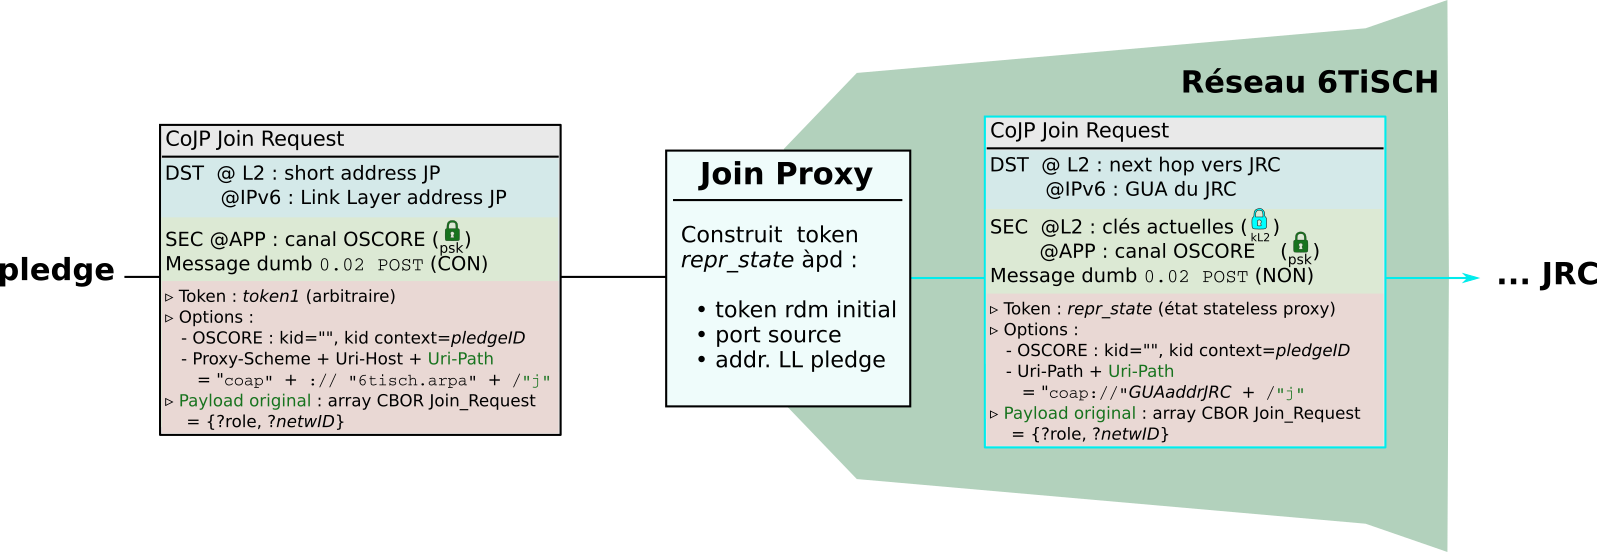 Réseau 6TiSCH
pledge
CoJP Join Request
DST @ L2 : short address JP
@IPv6 : Link Layer address JP
SEC @APP : canal OSCORE (psk)
Message dumb 0.02 POST (CON)
▹ Token : token1 (arbitraire)
▹ Options :
- OSCORE : kid="", kid context=pledgeID
- Proxy-Scheme + Uri-Host + Uri-Path
= "coap" + :// "6tisch.arpa" + /"j"
▹ Payload original : array CBOR Join_Request
= {?role, ?netwID}
Join Proxy
Construit token
repr_state àpd :
• token rdm initial
• port source
• addr. LL pledge
CoJP Join Request
DST @ L2 : next hop vers JRC
@IPv6 : GUA du JRC
SEC @L2 : clés actuelles (kL2)
@APP : canal OSCORE (psk)
Message dumb 0.02 POST (NON)
▹ Token : repr_state (état stateless proxy)
▹ Options :
- OSCORE : kid="", kid context=pledgeID
- Uri-Path + Uri-Path
= "coap://"GUAaddrJRC + /"j"
▹ Payload original : array CBOR Join_Request
= {?role, ?netwID}
... JRC